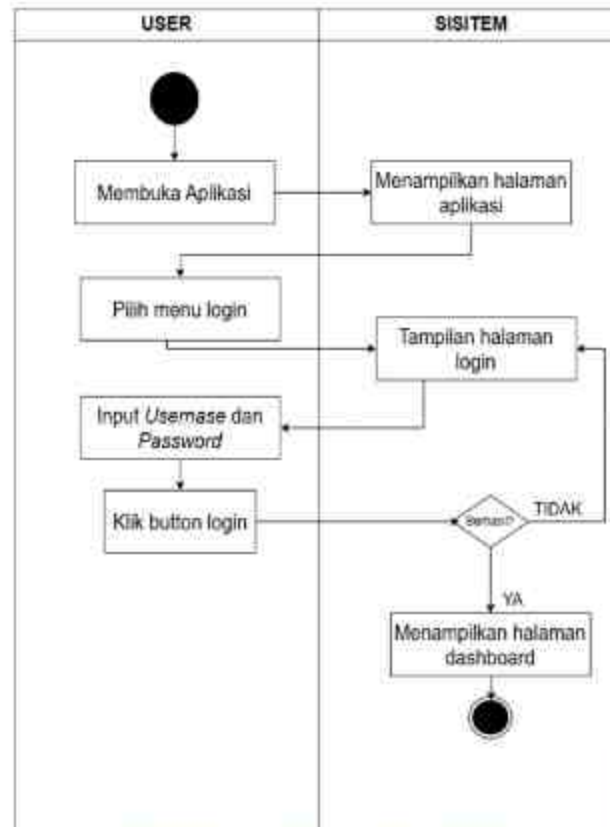 USER
SISITEM
Membuka Aplikasi
Menampilkan halaman
aplikasi
Pilih menu login
Tampilan halaman
login
Input Usernase dan
Password
Klik button login
Berhasil?
TIDAK
YA
Menampilkan halaman
dashboard